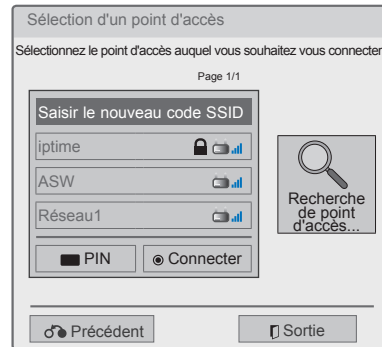 Sélection d'un point d'accès
Sélectionnez le point d'accès auquel vous souhaitez vous connecter
Page 1/1
Saisir le nouveau code SSID
iptime
ASW
Réseau1
Recherche
de point
d'accès...
PIN
Connecter
Précédent
Sortie